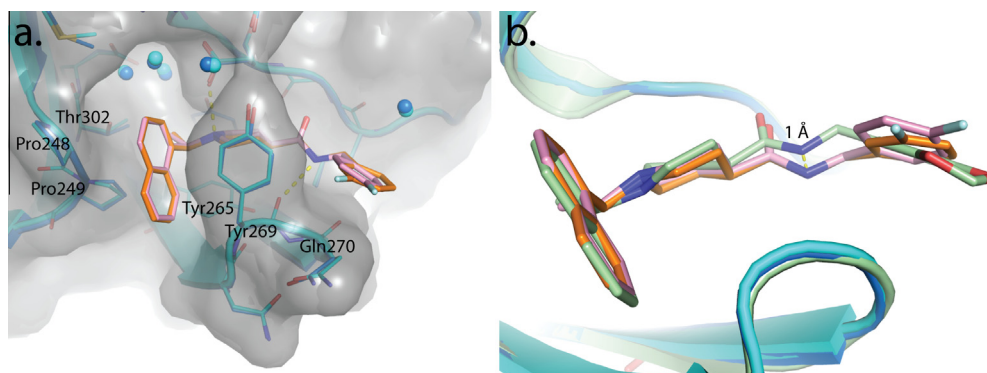 a.
Thr302
Pro248
Pro249
Tyr265
Tyr269
Gln270
b.
1 Å